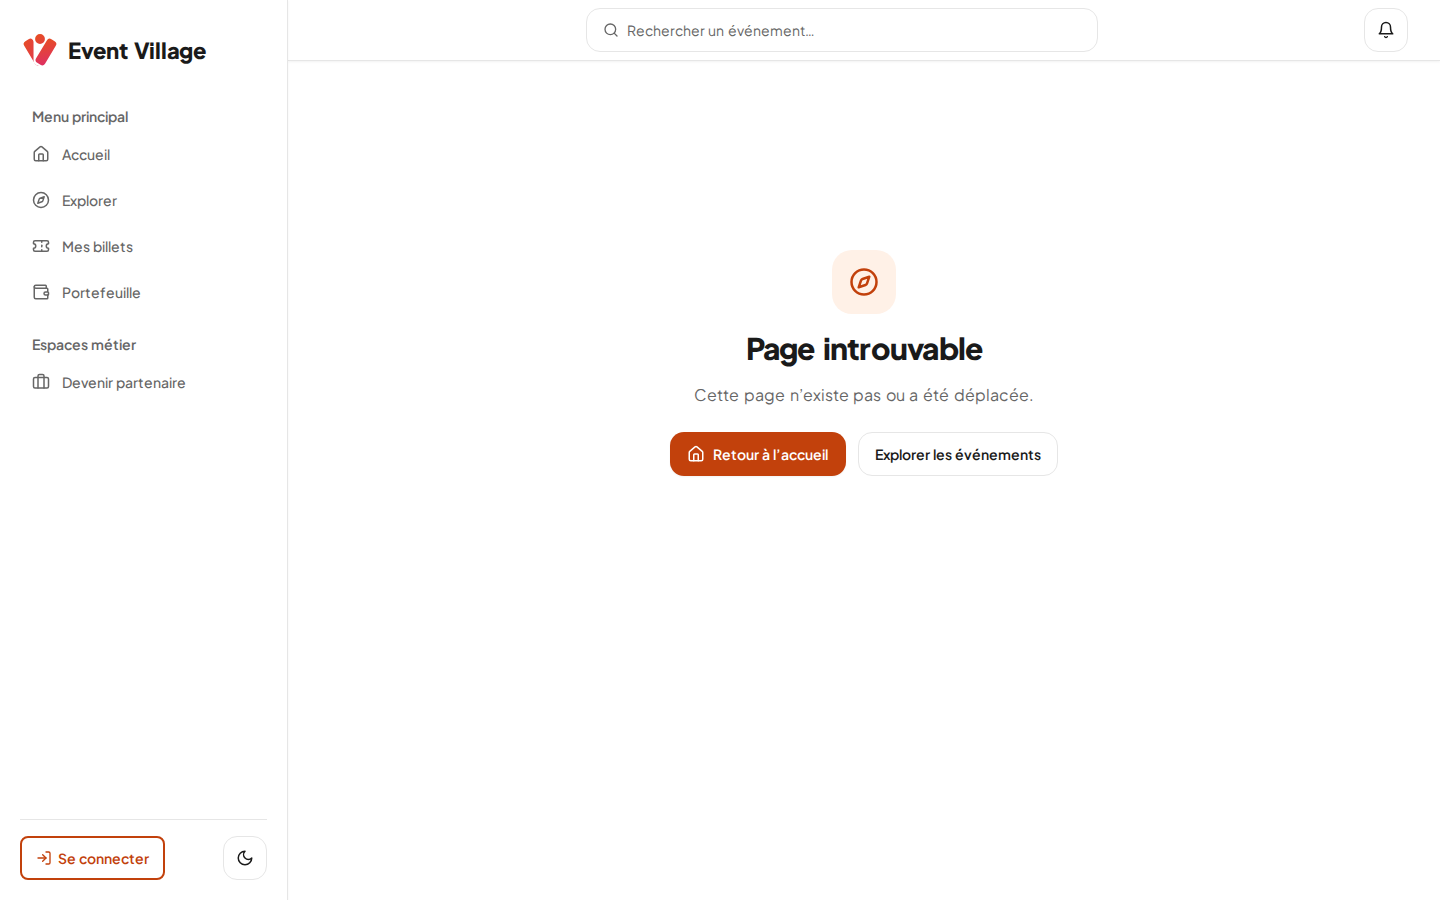 Event Village
Rechercher un événement…
Menu principal
Accueil
Explorer
Mes billets
Portefeuille
Espaces métier
Devenir partenaire
Page introuvable
Cette page n’existe pas ou a été déplacée.
Retour à l’accueil
Explorer les événements
Se connecter